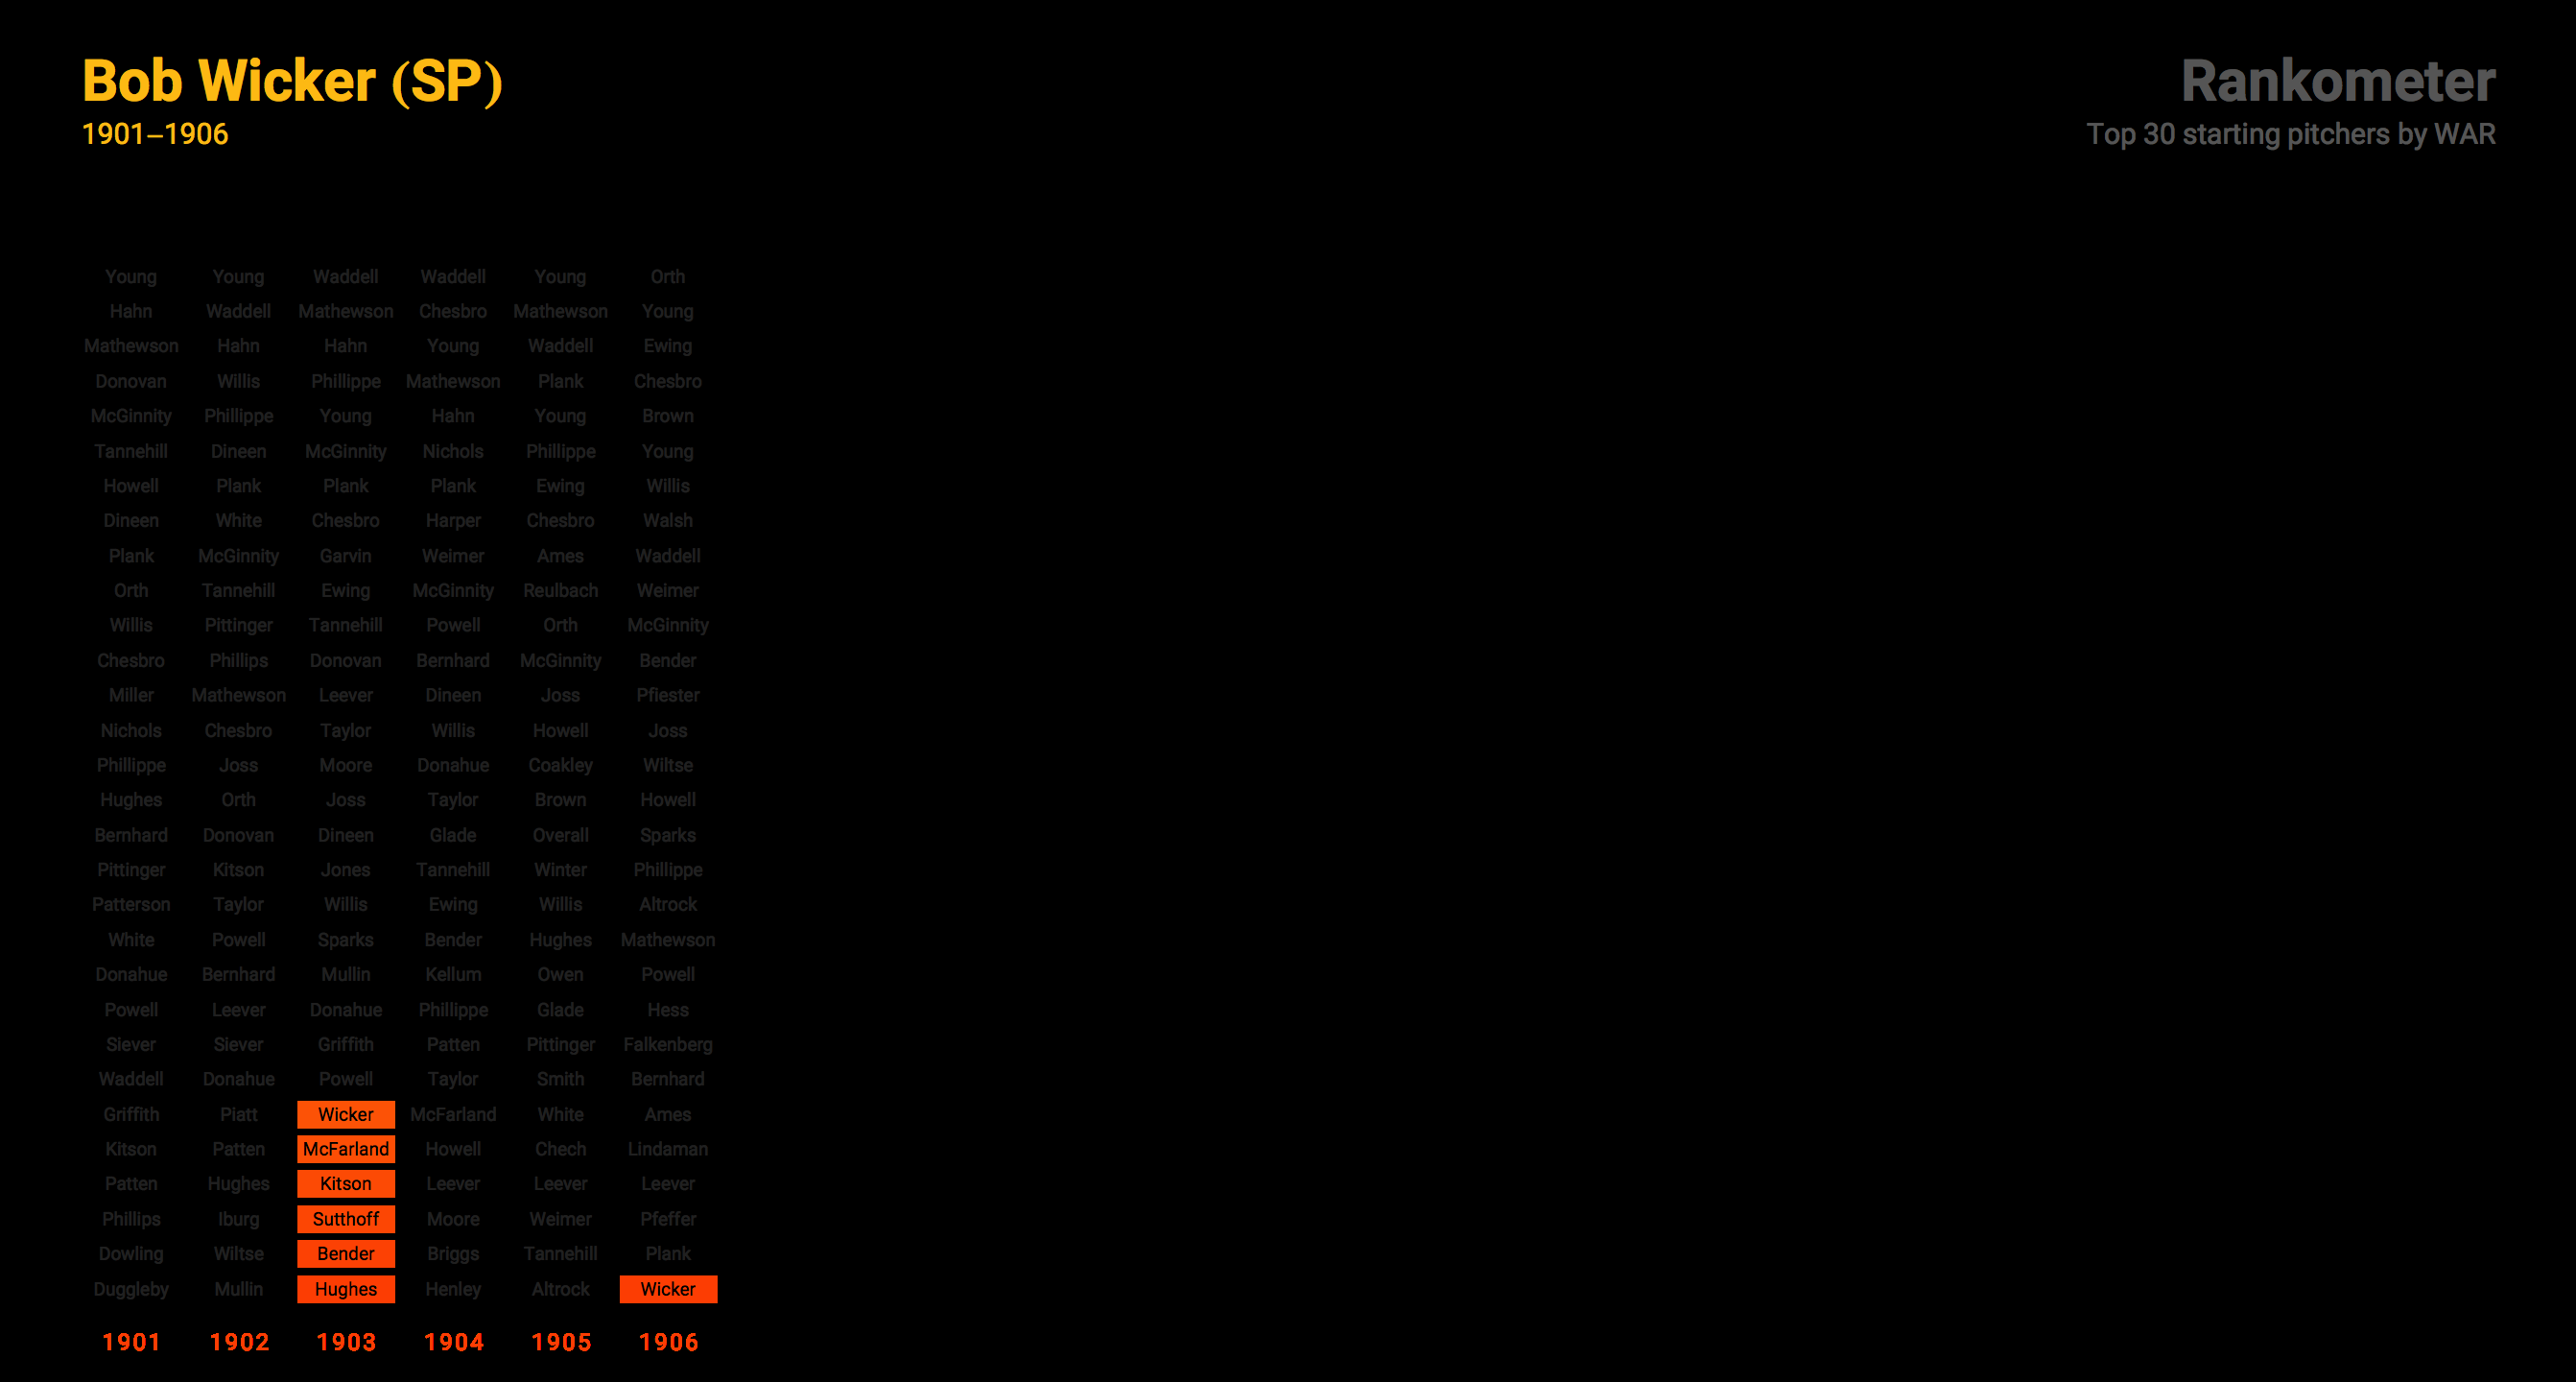 Bob Wicker (SP)
1901–1906
Rankometer
Top 30 starting pitchers by WAR
Young Young Waddell Waddell Young Orth
Hahn Waddell Mathewson Chesbro Mathewson Young
Mathewson Hahn Hahn Young Waddell Ewing
Donovan Willis Phillippe Mathewson Plank Chesbro
McGinnity Phillippe Young Hahn Young Brown
Tannehill Dineen McGinnity Nichols Phillippe Young
Howell Plank Plank Plank Ewing Willis
Dineen White Chesbro Harper Chesbro Walsh
Plank McGinnity Garvin Weimer Ames Waddell
Orth Tannehill Ewing McGinnity Reulbach Weimer
Willis Pittinger Tannehill Powell Orth McGinnity
Chesbro Phillips Donovan Bernhard McGinnity Bender
Miller Mathewson Leever Dineen Joss Pfiester
Nichols Chesbro Taylor Willis Howell Joss
Phillippe Joss Moore Donahue Coakley Wiltse
Hughes Orth Joss Taylor Brown Howell
Bernhard Donovan Dineen Glade Overall Sparks
Pittinger Kitson Jones Tannehill Winter Phillippe
Patterson Taylor Willis Ewing Willis Altrock
White Powell Sparks Bender Hughes Mathewson
Donahue Bernhard Mullin Kellum Owen Powell
Powell Leever Donahue Phillippe Glade Hess
Siever Siever Griffith Patten Pittinger Falkenberg
Waddell Donahue Powell Taylor Smith Bernhard
Griffith Piatt Wicker McFarland White Ames
Kitson Patten McFarland Howell Chech Lindaman
Patten Hughes Kitson Leever Leever Leever
Phillips Iburg Sutthoff Moore Weimer Pfeffer
Dowling Wiltse Bender Briggs Tannehill Plank
Duggleby Mullin Hughes Henley Altrock Wicker
1901 1902 1903 1904 1905 1906